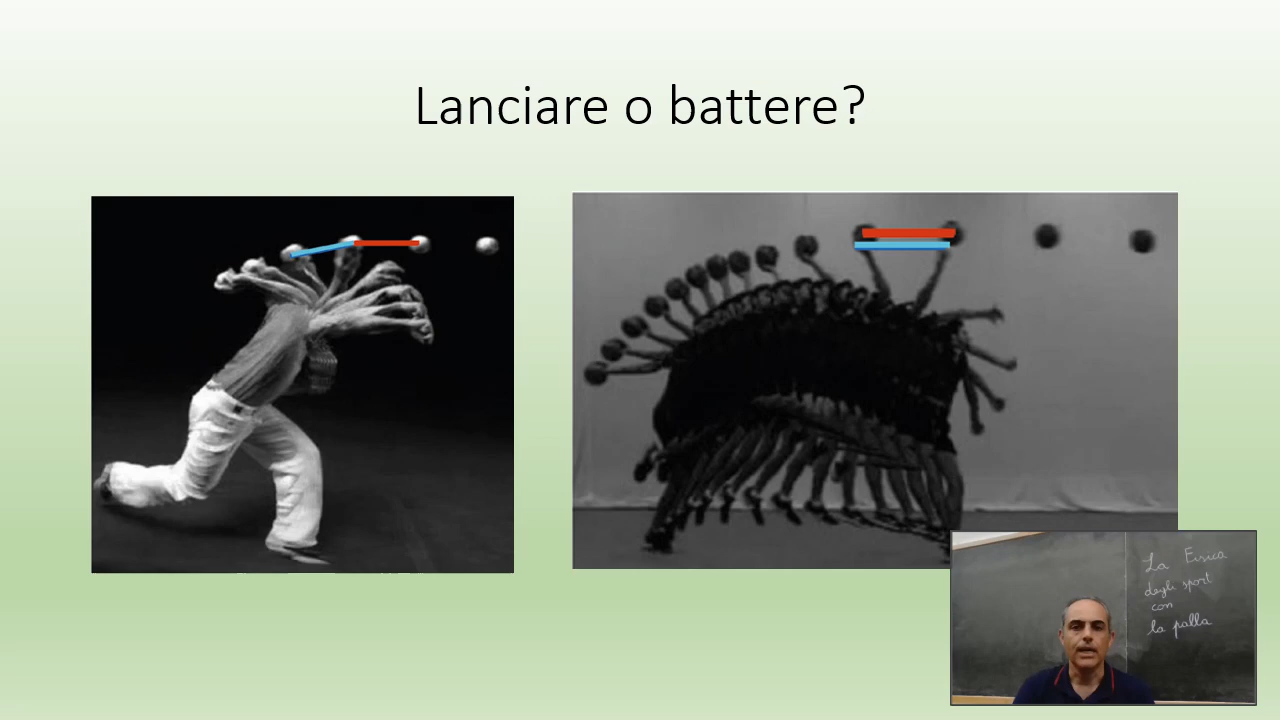 Lanciare o battere?
La Fisica
degli sport
con
la palla